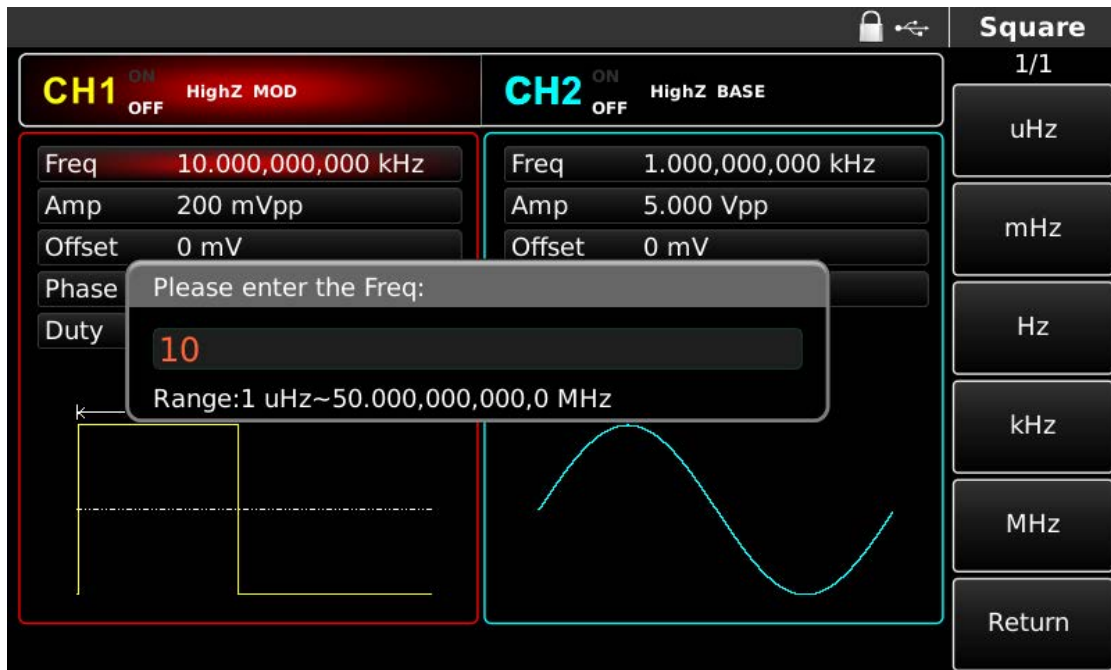 Square
1/1
CH1 ON OFF HighZ MOD
CH2 ON OFF HighZ BASE
Freq 10.000,000,000 kHz
Amp 200 mVpp
Offset 0 mV
Phase
Duty
Freq 1.000,000,000 kHz
Amp 5.000 Vpp
Offset 0 mV
Please enter the Freq:
10
Range:1 uHz~50.000,000,000,0 MHz
uHz
mHz
Hz
kHz
MHz
Return